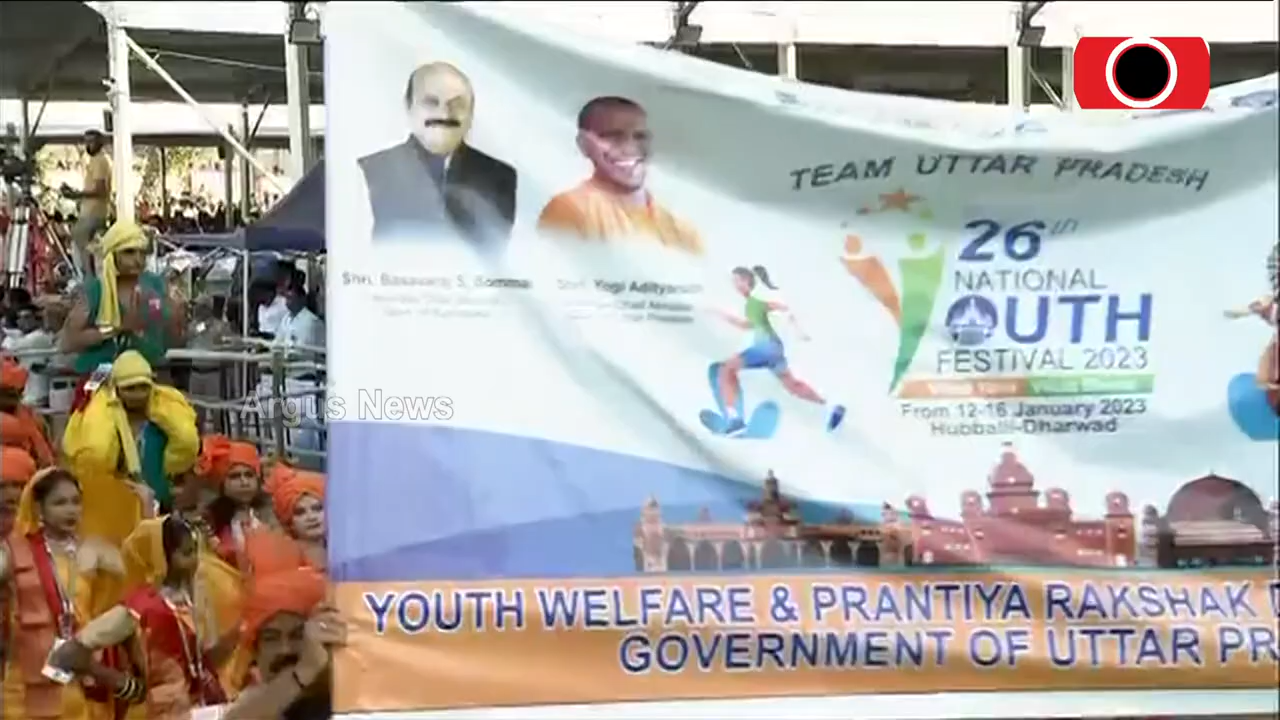 TEAM UTTAR PRADESH
26th
NATIONAL
YOUTH
FESTIVAL 2023
From 12-16 January 2023
Hubballi-Dharwad
Shri. Basavaraj S. Bommai
Shri. Yogi Adityanath
Argus News
YOUTH WELFARE & PRANTIYA RAKSHAK
GOVERNMENT OF UTTAR PR